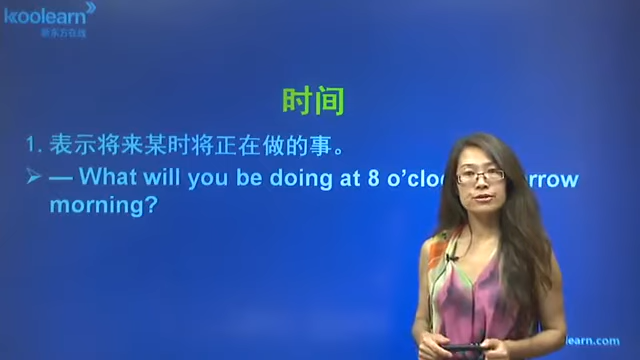 koolearn
新东方在线
时间
1. 表示将来某时将正在做的事。
➢ — What will you be doing at 8 o'clo rrow
morning?
learn.com